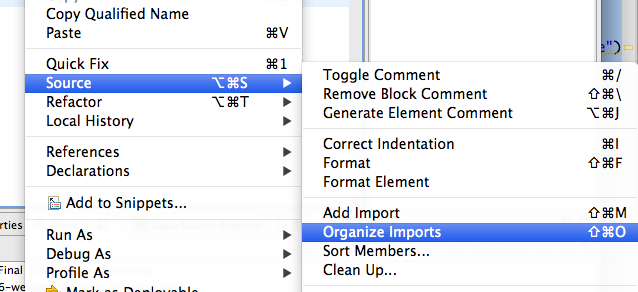 Copy Qualified Name
Paste ⌘V
Quick Fix ⌘1
Source ⌥⌘S ▶
Refactor ⌥⌘T ▶
Local History ▶
References ▶
Declarations ▶
Add to Snippets...
Run As ▶
Debug As ▶
Profile As ▶
Mark as Deployable
e")
Toggle Comment ⌘/
Remove Block Comment ⇧⌘\
Generate Element Comment ⌥⌘J
Correct Indentation ⌘I
Format ⇧⌘F
Format Element
Add Import ⇧⌘M
Organize Imports ⇧⌘O
Sort Members...
Clean Up...
rties
Final
6-we